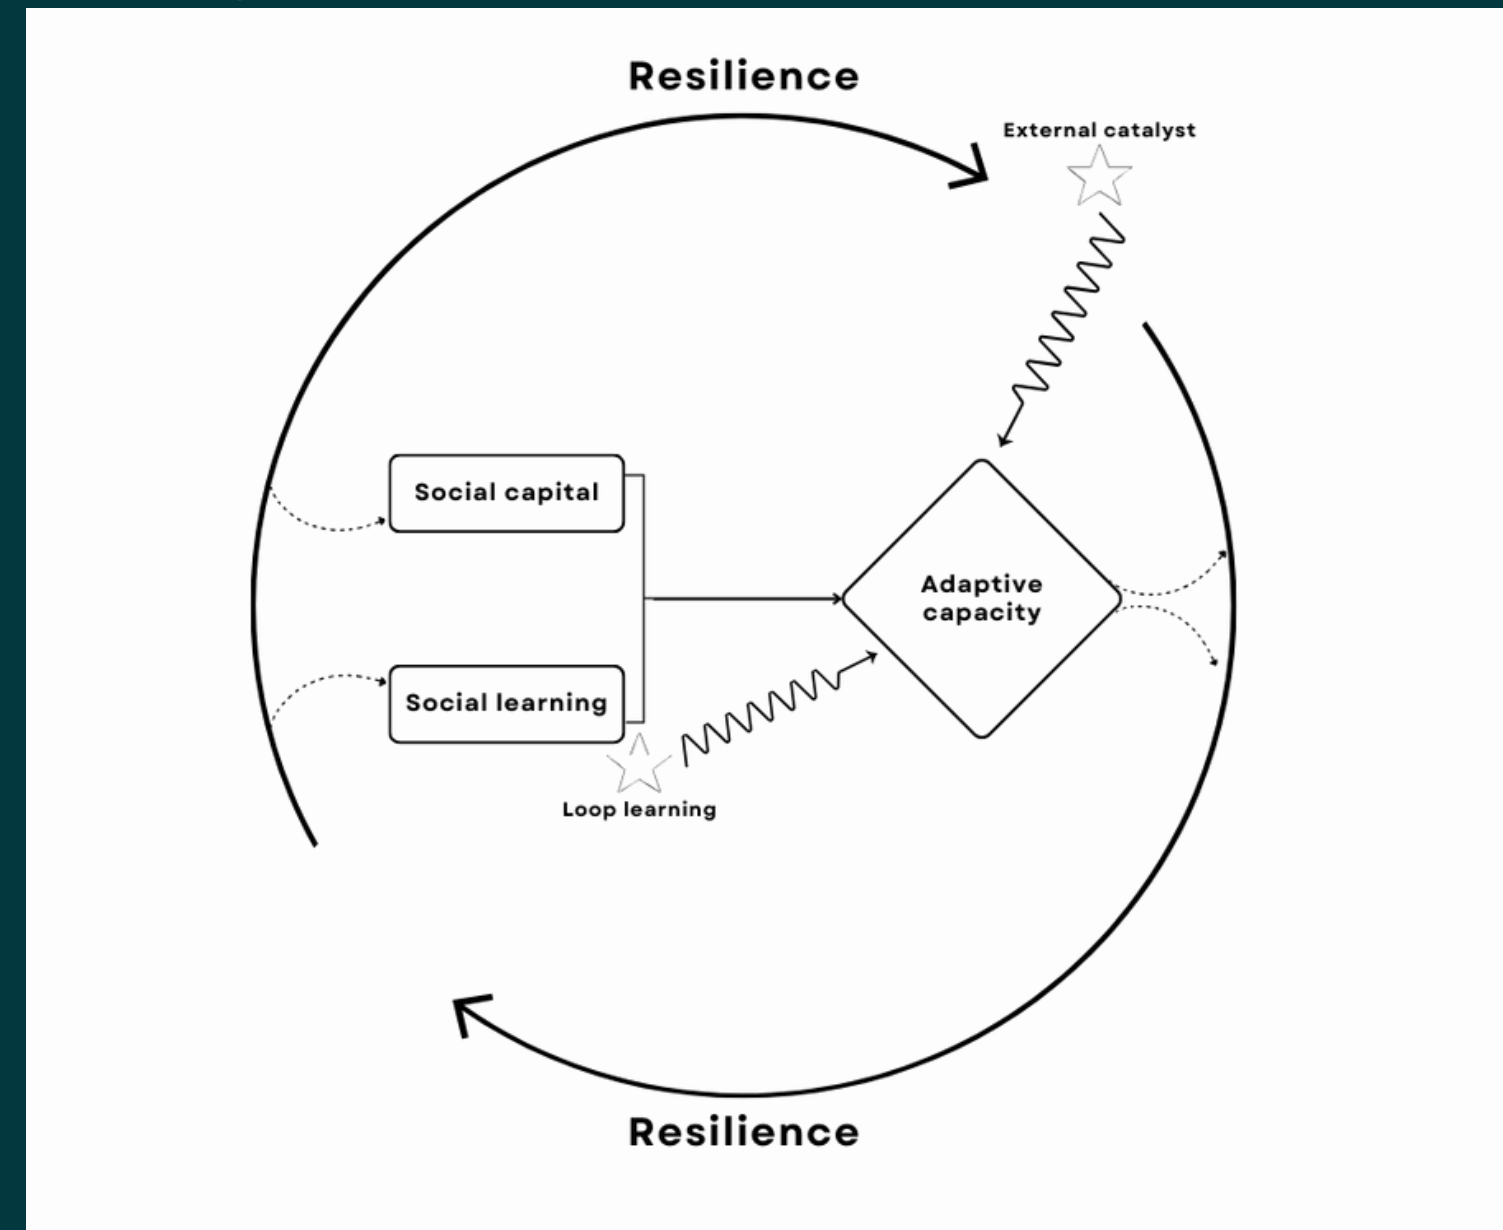 Resilience
External catalyst
Social capital
Adaptive
capacity
Social learning
Loop learning
Resilience